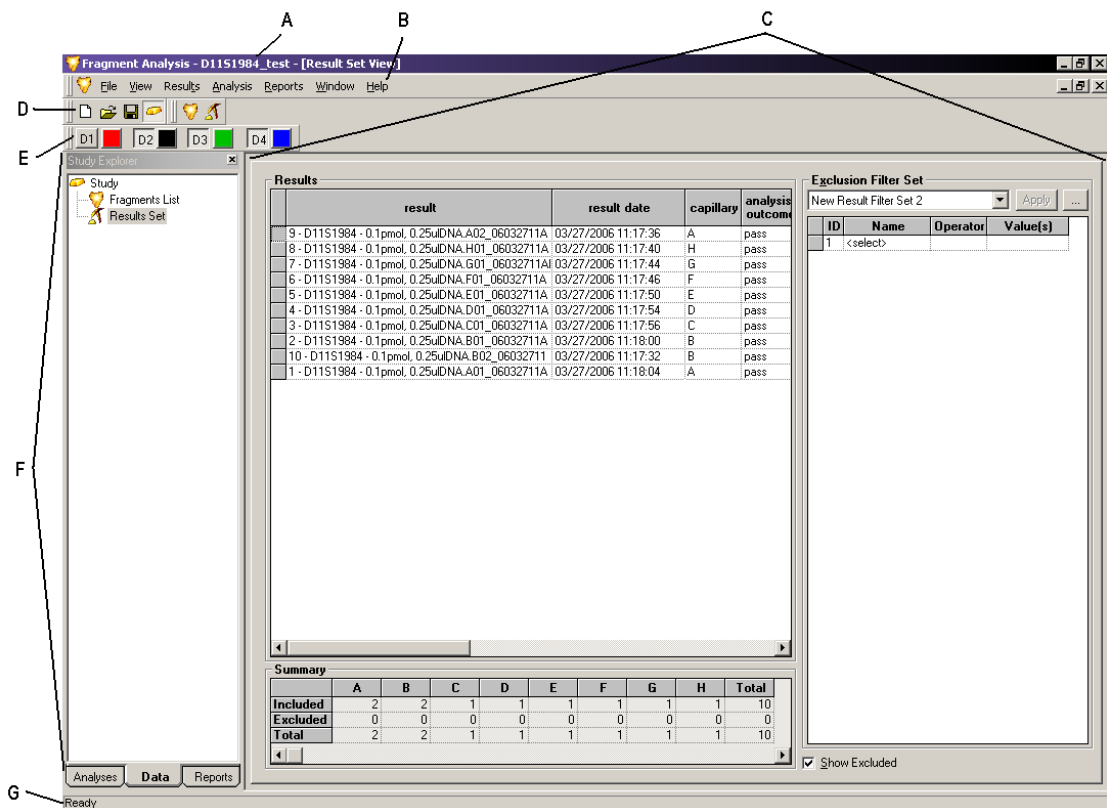 A B C
Fragment Analysis - D11S1984_test - [Result Set View]
File View Results Analysis Reports Window Help
D
E
D1 D2 D3 D4
Study Explorer
Study
Fragments List
Results Set
Results
result result date capillary analysis outcome
9 - D11S1984 - 0.1pmol, 0.25ulDNA.A02_06032711A 03/27/2006 11:17:36 A pass
8 - D11S1984 - 0.1pmol, 0.25ulDNA.H01_06032711A 03/27/2006 11:17:40 H pass
7 - D11S1984 - 0.1pmol, 0.25ulDNA.G01_06032711A 03/27/2006 11:17:44 G pass
6 - D11S1984 - 0.1pmol, 0.25ulDNA.F01_06032711A 03/27/2006 11:17:46 F pass
5 - D11S1984 - 0.1pmol, 0.25ulDNA.E01_06032711A 03/27/2006 11:17:50 E pass
4 - D11S1984 - 0.1pmol, 0.25ulDNA.D01_06032711A 03/27/2006 11:17:54 D pass
3 - D11S1984 - 0.1pmol, 0.25ulDNA.C01_06032711A 03/27/2006 11:17:56 C pass
2 - D11S1984 - 0.1pmol, 0.25ulDNA.B01_06032711A 03/27/2006 11:18:00 B pass
10 - D11S1984 - 0.1pmol, 0.25ulDNA.B02_06032711 03/27/2006 11:17:32 B pass
1 - D11S1984 - 0.1pmol, 0.25ulDNA.A01_06032711A 03/27/2006 11:18:04 A pass
Exclusion Filter Set
New Result Filter Set 2 Apply ...
ID Name Operator Value(s)
1 <select>
F
Summary
A B C D E F G H Total
Included 2 2 1 1 1 1 1 1 10
Excluded 0 0 0 0 0 0 0 0 0
Total 2 2 1 1 1 1 1 1 10
Show Excluded
Analyses Data Reports
G
Ready